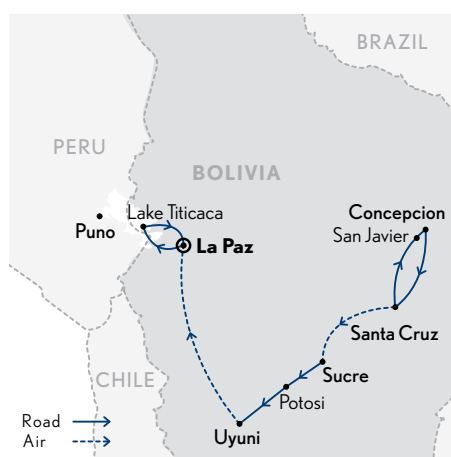 BRAZIL
PERU
BOLIVIA
Lake Titicaca
Concepcion
Puno
San Javier
La Paz
Santa Cruz
Sucre
CHILE
Potosi
Road
Uyuni
Air